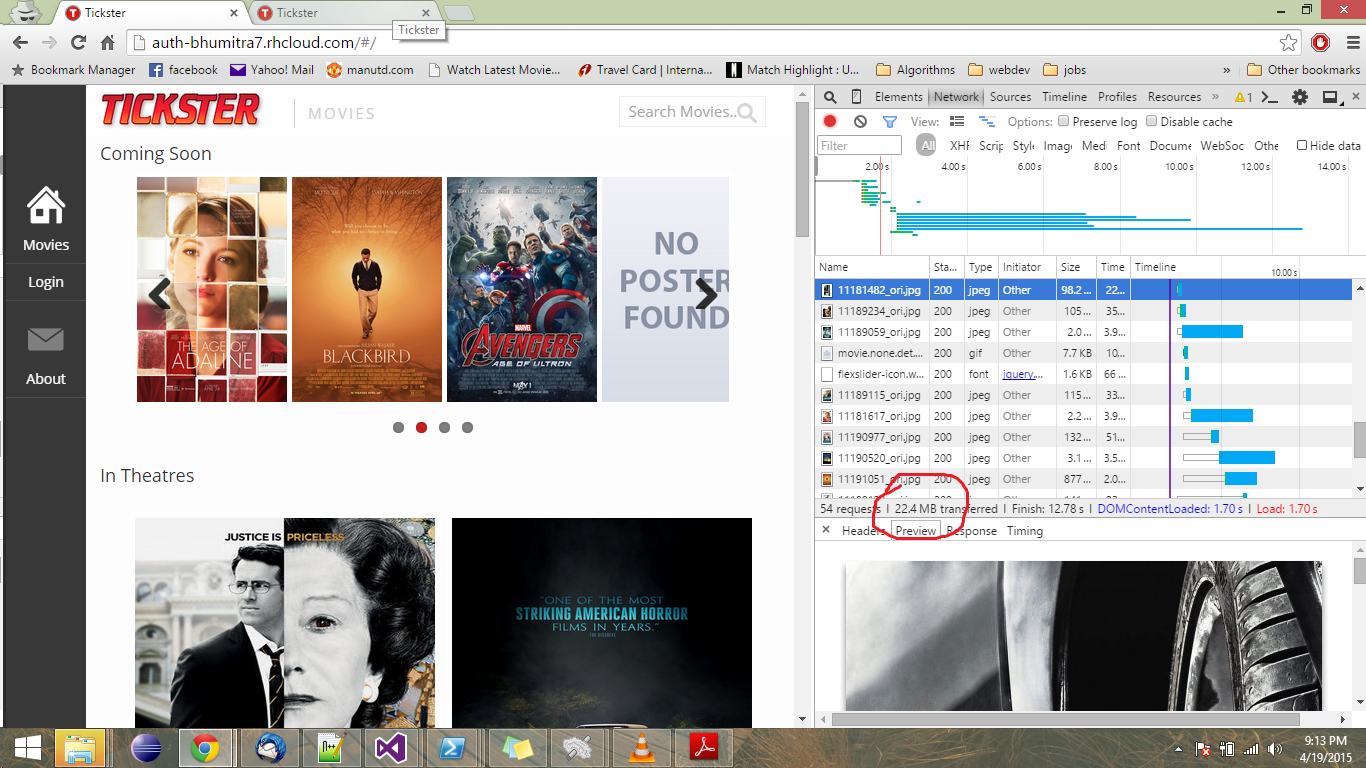 Tickster
Tickster
Tickster
auth-bhumitra7.rhcloud.com/#/
Bookmark Manager
facebook
Yahoo! Mail
manutd.com
Watch Latest Movie...
Travel Card | Interna...
Match Highlight : U...
Algorithms
webdev
jobs
»
Other bookmarks
TICKSTER
MOVIES
Search Movies..
Coming Soon
Movies
Login
About
THE AGE OF
ADALINE
BLACKBIRD
MARVEL
AVENGERS
AGE OF ULTRON
MAY 1
NO
POSTER
FOUND
In Theatres
JUSTICE IS PRICELESS
"ONE OF THE MOST
STRIKING AMERICAN HORROR
FILMS IN YEARS."
Elements Network Sources Timeline Profiles Resources » 1
View: Options: Preserve log Disable cache
Filter All XHF Scrip Style Imag Medi Font Docume WebSoc Othe Hide data
2.00 s 4.00 s 6.00 s 8.00 s 10.00 s 12.00 s 14.00 s
Name Sta... Type Initiator Size Time Timeline 10.00 s
11181482_ori.jpg 200 jpeg Other 98.2 ... 22...
11189234_ori.jpg 200 jpeg Other 105 ... 35...
11189059_ori.jpg 200 jpeg Other 2.0 ... 3.9...
movie.none.det... 200 gif Other 7.7 KB 10...
flexslider-icon.w... 200 font jquery.... 1.6 KB 66 ...
11189115_ori.jpg 200 jpeg Other 115 ... 33...
11181617_ori.jpg 200 jpeg Other 2.2 ... 3.9...
11190977_ori.jpg 200 jpeg Other 132 ... 51...
11190520_ori.jpg 200 jpeg Other 3.1 ... 3.5...
11191051_ori.jpg 200 jpeg Other 877 ... 2.0...
54 requests | 22.4 MB transferred | Finish: 12.78 s | DOMContentLoaded: 1.70 s | Load: 1.70 s
Headers Preview Response Timing
9:13 PM
4/19/2015